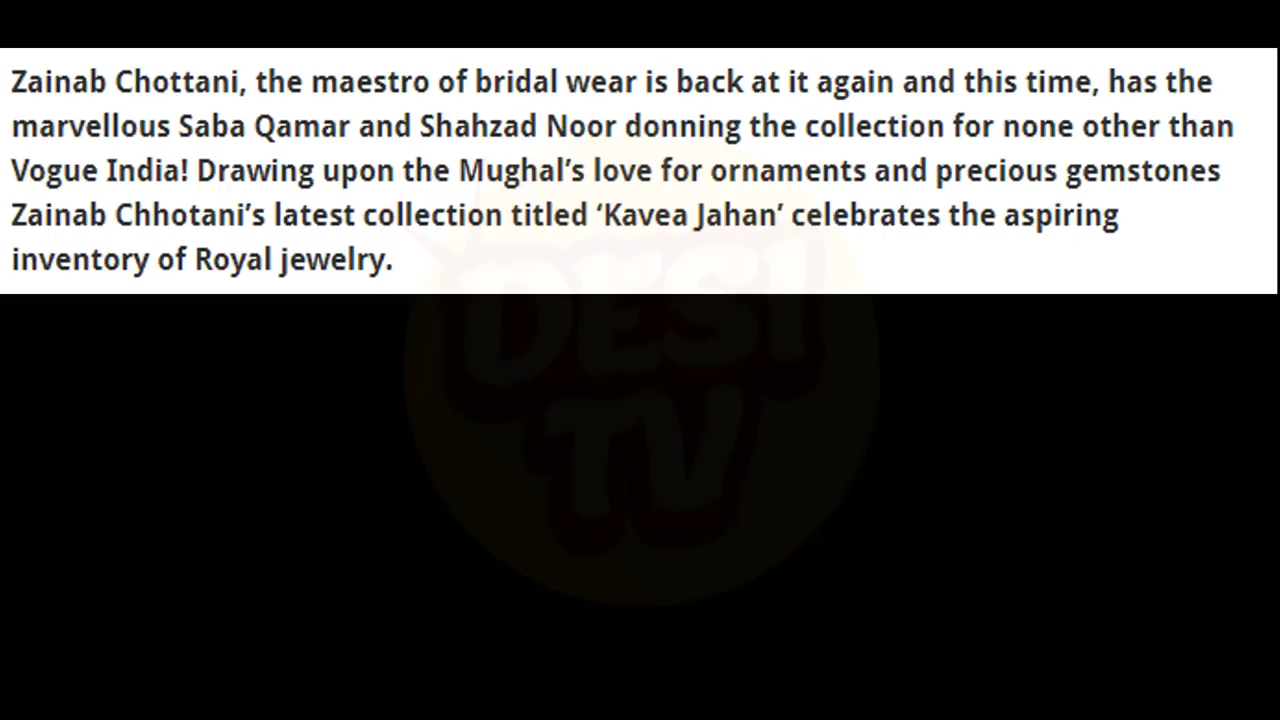 Zainab Chottani, the maestro of bridal wear is back at it again and this time, has the
marvellous Saba Qamar and Shahzad Noor donning the collection for none other than
Vogue India! Drawing upon the Mughal’s love for ornaments and precious gemstones
Zainab Chhotani’s latest collection titled ‘Kavea Jahan’ celebrates the aspiring
inventory of Royal jewelry.
DESI
TV